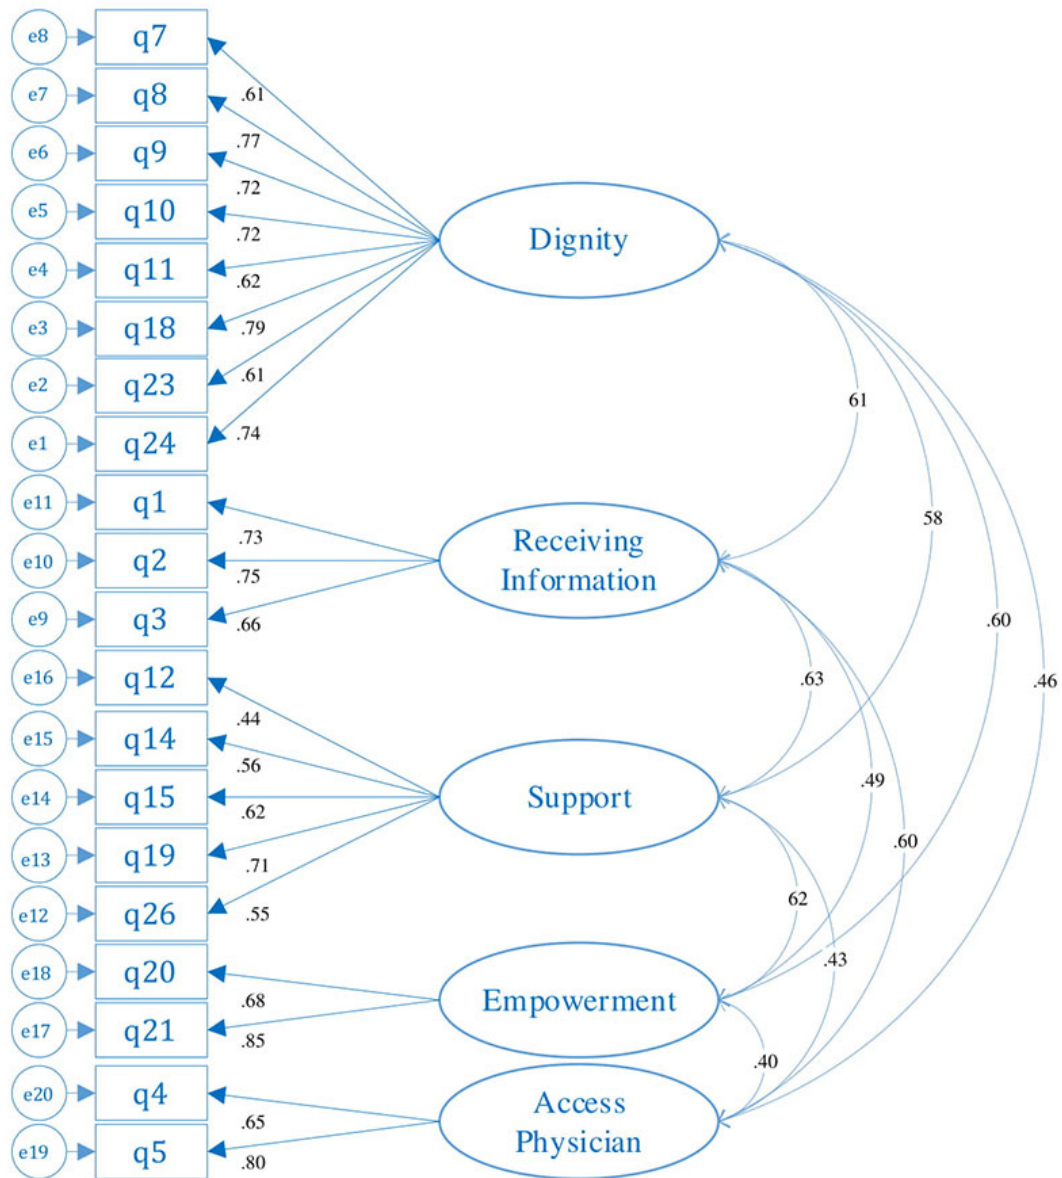 e8 q7
.61
e7 q8
.77
e6 q9
.72
e5 q10
.72
Dignity
e4 q11
.62
e3 q18
.79
e2 q23
.61
61
e1 q24
.74
e11 q1
.73
58
Receiving
Information
e10 q2
.75
e9 q3
.66
.60
e16 q12
.44
.63
.46
e15 q14
.56
.49
e14 q15
.62
Support
.60
e13 q19
.71
62
e12 q26
.55
.43
e18 q20
.68
Empowerment
e17 q21
.85
.40
e20 q4
.65
Access
Physician
e19 q5
.80